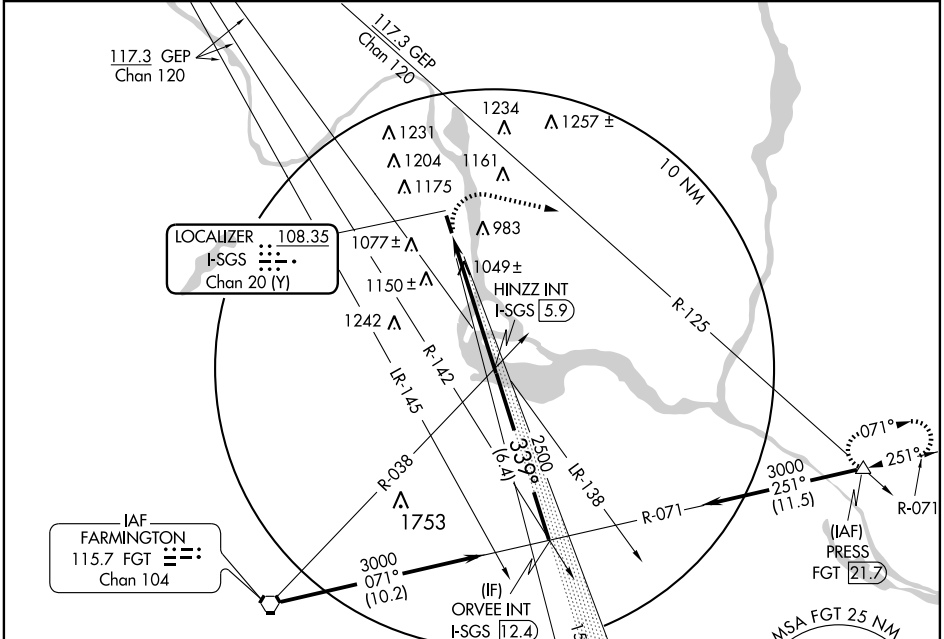 117.3 GEP
Chan 120
117.3 GEP
Chan 120
1234
1257 ±
1231
1204
1161
1175
10 NM
LOCALIZER 108.35
I-SGS
Chan 20 (Y)
1077 ±
983
1049 ±
1150 ±
HINZZ INT
I-SGS 5.9
1242
R-125
R-142
LR-145
R-038
339°
2500
(6.4)
LR-138
071°
251°
3000
251°
(11.5)
R-071
R-071
1753
IAF
FARMINGTON
115.7 FGT
Chan 104
3000
071°
(10.2)
(IF)
ORVEE INT
I-SGS 12.4
(IAF)
PRESS
FGT 21.7
15
MSA FGT 25 NM